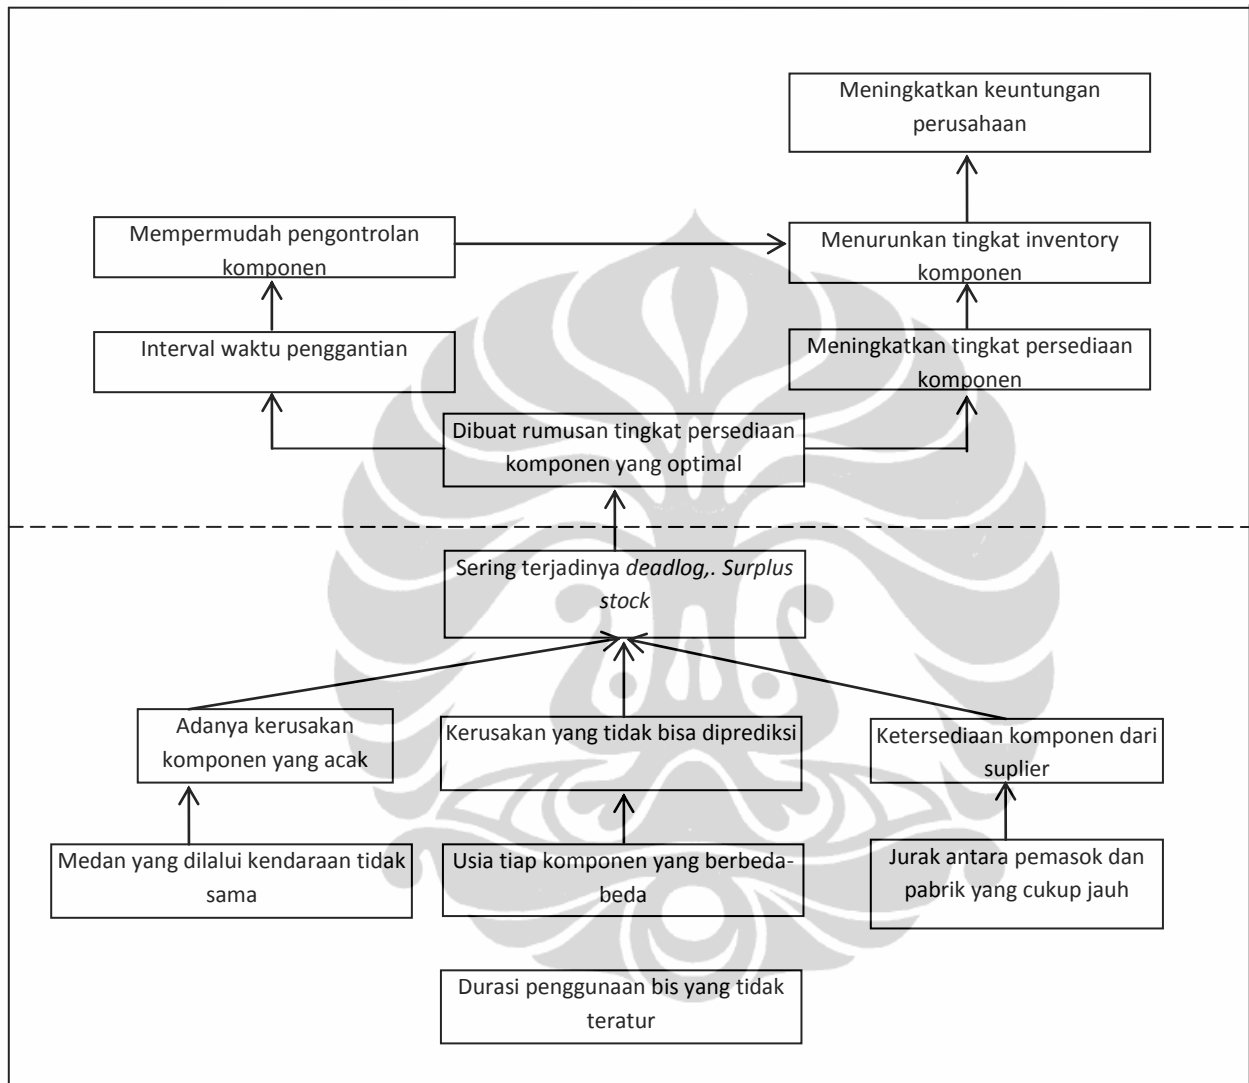 Meningkatkan keuntungan
perusahaan
Mempermudah pengontrolan
komponen
Menurunkan tingkat inventory
komponen
Interval waktu penggantian
Meningkatkan tingkat persediaan
komponen
Dibuat rumusan tingkat persediaan
komponen yang optimal
Sering terjadinya deadlog,. Surplus
stock
Adanya kerusakan
komponen yang acak
Kerusakan yang tidak bisa diprediksi
Ketersediaan komponen dari
suplier
Medan yang dilalui kendaraan tidak
sama
Usia tiap komponen yang berbeda-
beda
Jurak antara pemasok dan
pabrik yang cukup jauh
Durasi penggunaan bis yang tidak
teratur